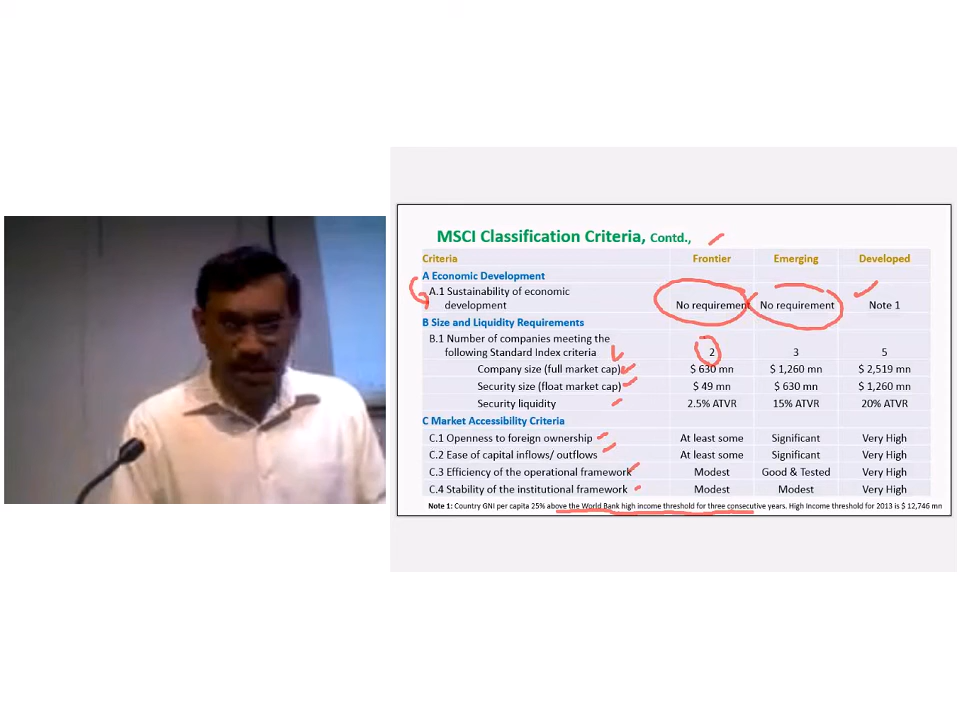 MSCI Classification Criteria, Contd.,
Criteria Frontier Emerging Developed
A Economic Development
A.1 Sustainability of economic
development No requirement No requirement Note 1
B Size and Liquidity Requirements
B.1 Number of companies meeting the
following Standard Index criteria 2 3 5
Company size (full market cap) $ 630 mn $ 1,260 mn $ 2,519 mn
Security size (float market cap) $ 49 mn $ 630 mn $ 1,260 mn
Security liquidity 2.5% ATVR 15% ATVR 20% ATVR
C Market Accessibility Criteria
C.1 Openness to foreign ownership At least some Significant Very High
C.2 Ease of capital inflows/ outflows At least some Significant Very High
C.3 Efficiency of the operational framework Modest Good & Tested Very High
C.4 Stability of the institutional framework Modest Modest Very High
Note 1: Country GNI per capita 25% above the World Bank high income threshold for three consecutive years. High Income threshold for 2013 is $ 12,746 mn